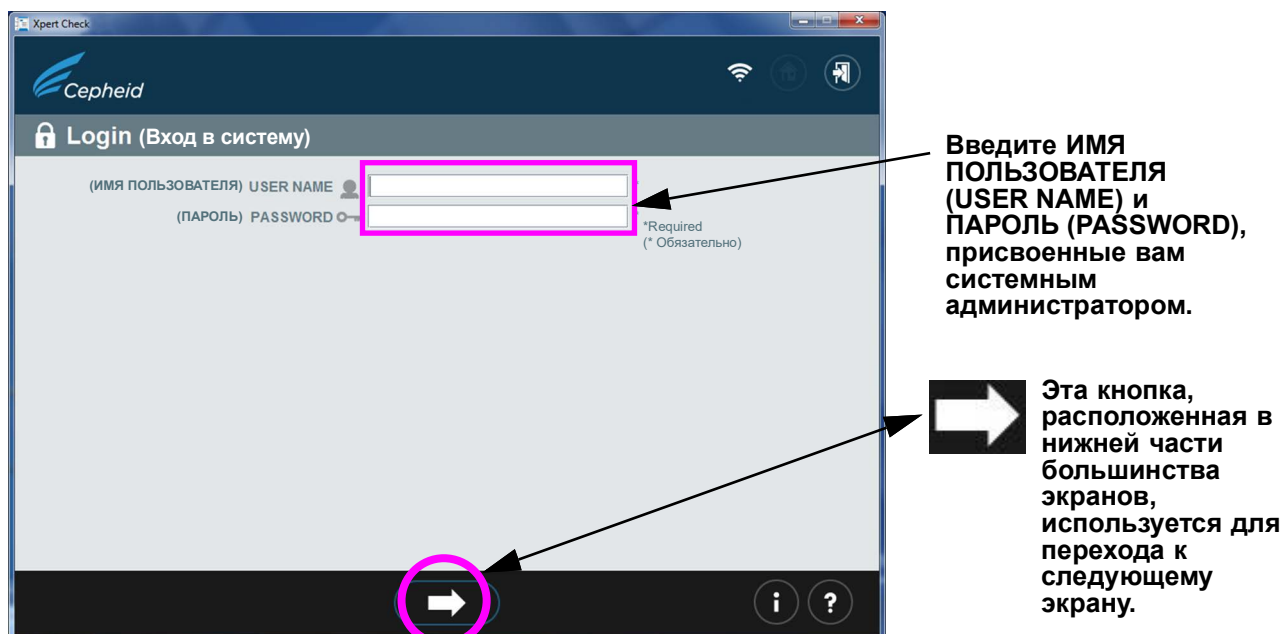 Xpert Check
Cepheid
Login (Вход в систему)
(ИМЯ ПОЛЬЗОВАТЕЛЯ) USER NAME
(ПАРОЛЬ) PASSWORD
*Required
(* Обязательно)
Введите ИМЯ
ПОЛЬЗОВАТЕЛЯ
(USER NAME) и
ПАРОЛЬ (PASSWORD),
присвоенные вам
системным
администратором.
Эта кнопка,
расположенная в
нижней части
большинства
экранов,
используется для
перехода к
следующему
экрану.
i ?